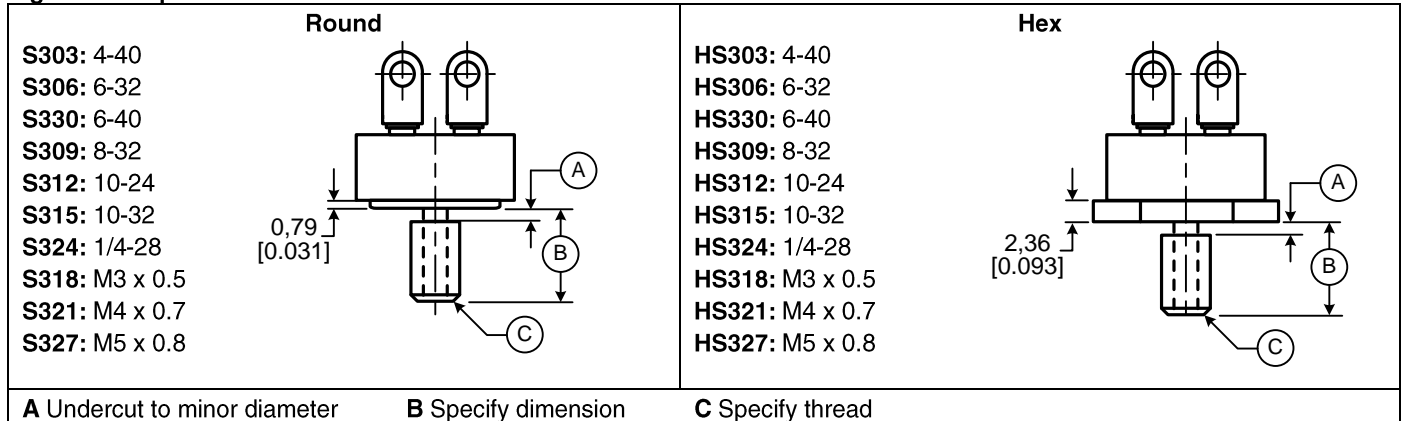 Round
S303: 4-40
S306: 6-32
S330: 6-40
S309: 8-32
S312: 10-24
S315: 10-32
S324: 1/4-28
S318: M3 x 0.5
S321: M4 x 0.7
S327: M5 x 0.8
A
0,79
[0.031]
B
C
Hex
HS303: 4-40
HS306: 6-32
HS330: 6-40
HS309: 8-32
HS312: 10-24
HS315: 10-32
HS324: 1/4-28
HS318: M3 x 0.5
HS321: M4 x 0.7
HS327: M5 x 0.8
A
2,36
[0.093]
B
C
A Undercut to minor diameter B Specify dimension C Specify thread